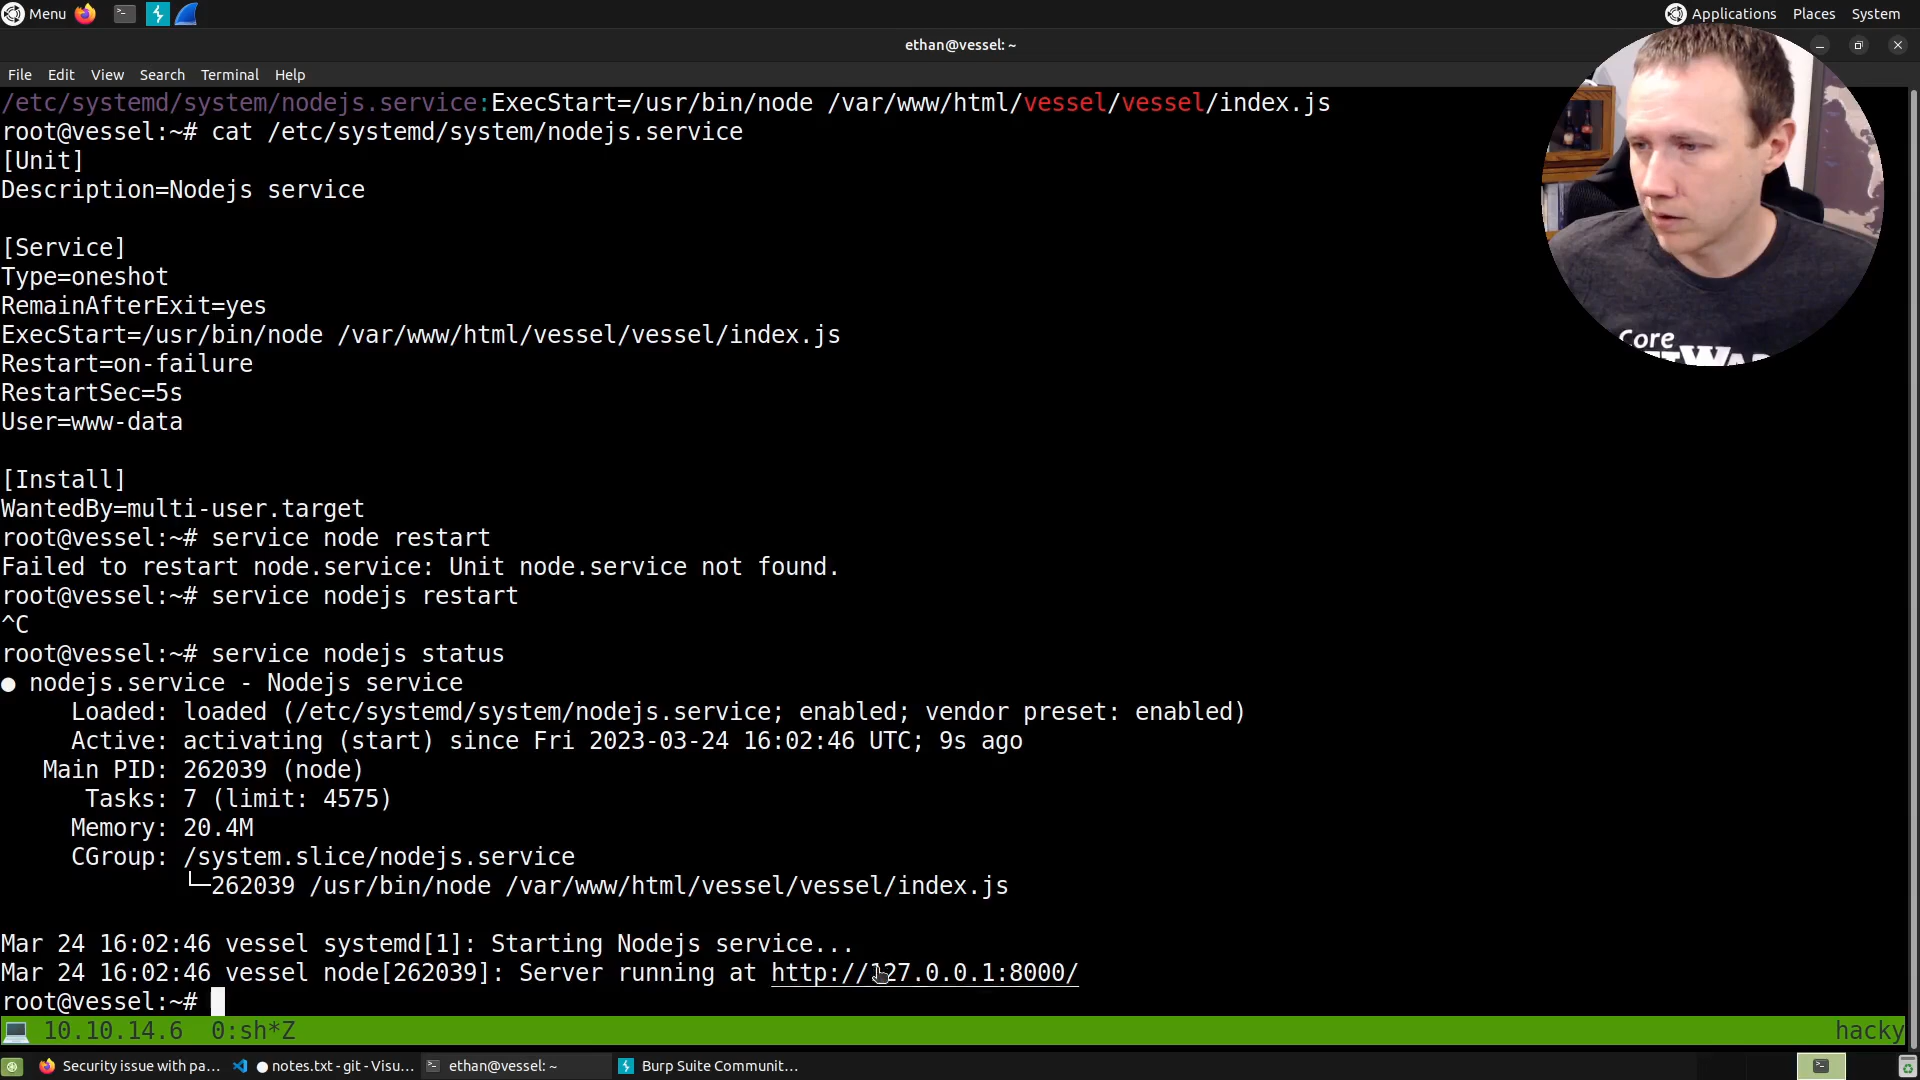 Menu
Applications Places System
ethan@vessel: ~
File Edit View Search Terminal Help
/etc/systemd/system/nodejs.service:ExecStart=/usr/bin/node /var/www/html/vessel/vessel/index.js
root@vessel:~# cat /etc/systemd/system/nodejs.service
[Unit]
Description=Nodejs service
[Service]
Type=oneshot
RemainAfterExit=yes
ExecStart=/usr/bin/node /var/www/html/vessel/vessel/index.js
Restart=on-failure
RestartSec=5s
User=www-data
[Install]
WantedBy=multi-user.target
root@vessel:~# service node restart
Failed to restart node.service: Unit node.service not found.
root@vessel:~# service nodejs restart
^C
root@vessel:~# service nodejs status
● nodejs.service - Nodejs service
Loaded: loaded (/etc/systemd/system/nodejs.service; enabled; vendor preset: enabled)
Active: activating (start) since Fri 2023-03-24 16:02:46 UTC; 9s ago
Main PID: 262039 (node)
Tasks: 7 (limit: 4575)
Memory: 20.4M
CGroup: /system.slice/nodejs.service
└─262039 /usr/bin/node /var/www/html/vessel/vessel/index.js
Mar 24 16:02:46 vessel systemd[1]: Starting Nodejs service...
Mar 24 16:02:46 vessel node[262039]: Server running at http://127.0.0.1:8000/
root@vessel:~#
10.10.14.6 0:sh*Z hacky
Security issue with pa... ● notes.txt - git - Visu... ethan@vessel: ~ Burp Suite Communit...
Core